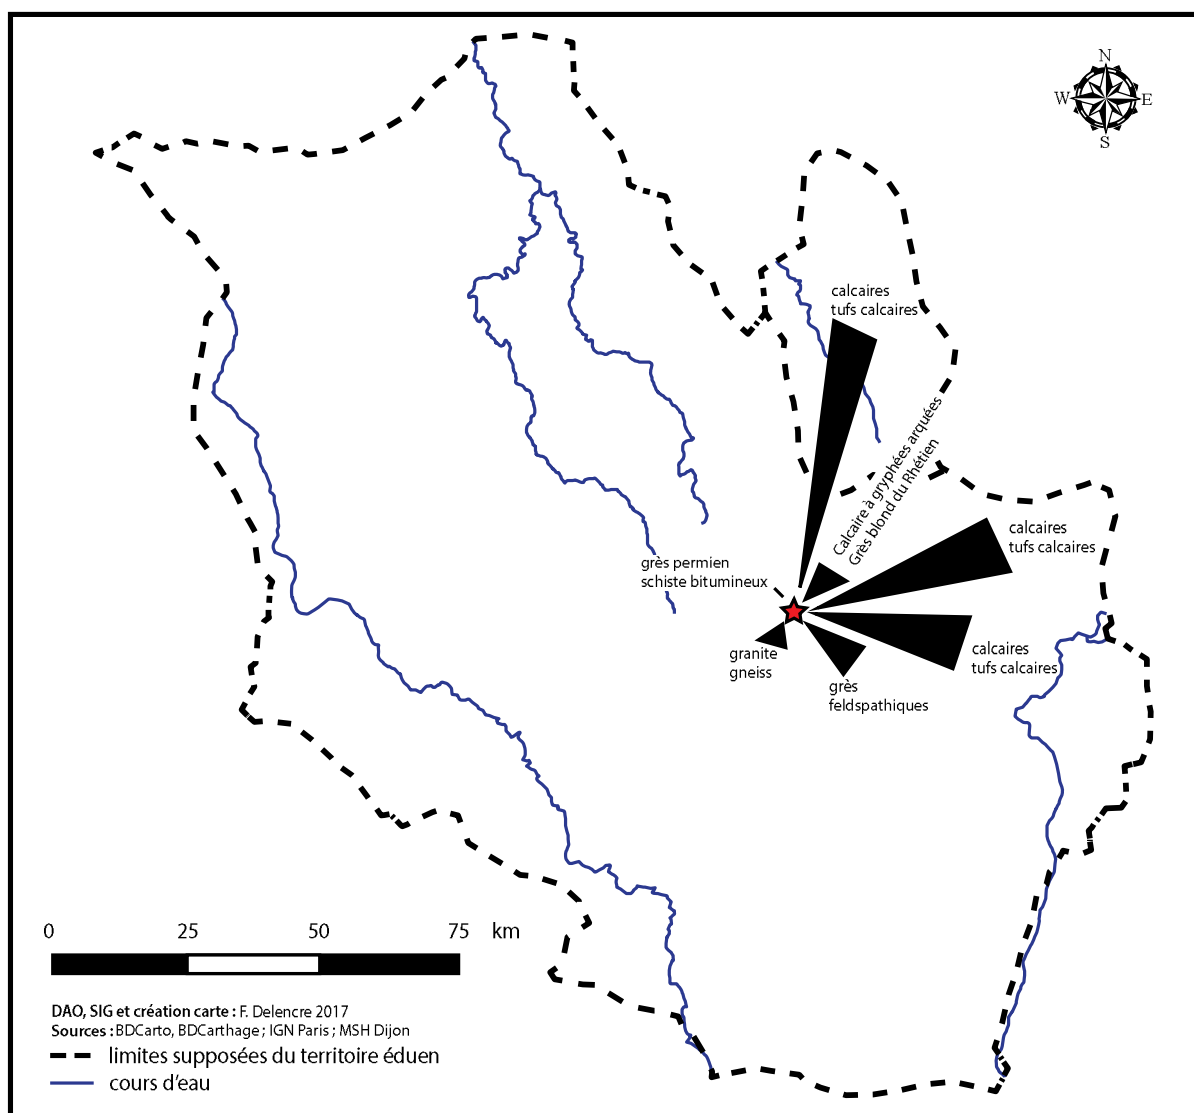 N
W E
S
calcaires
tufs calcaires
Calcaire à gryphées arquées
Grès blond du Rhétien
calcaires
tufs calcaires
grès permien
schiste bitumineux
granite
gneiss
calcaires
tufs calcaires
grès
feldspathiques
0 25 50 75 km
DAO, SIG et création carte : F. Delencre 2017
Sources : BDCarto, BDCarthage ; IGN Paris ; MSH Dijon
limites supposées du territoire éduen
cours d'eau